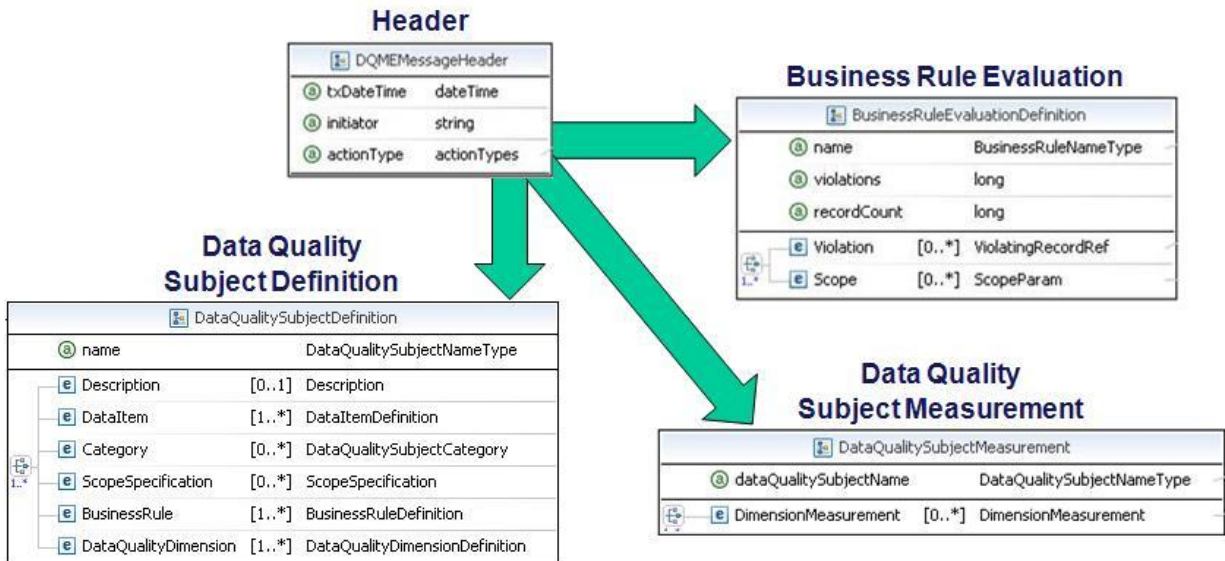 Header
DQMEMessageHeader
txDateTime dateTime
initiator string
actionType actionTypes
Business Rule Evaluation
BusinessRuleEvaluationDefinition
name BusinessRuleNameType
violations long
recordCount long
e Violation [0..*] ViolatingRecordRef
e Scope [0..*] ScopeParam
1..*
Data Quality
Subject Definition
DataQualitySubjectDefinition
a name DataQualitySubjectNameType
e Description [0..1] Description
e DataItem [1..*] DataItemDefinition
e Category [0..*] DataQualitySubjectCategory
e ScopeSpecification [0..*] ScopeSpecification
e BusinessRule [1..*] BusinessRuleDefinition
e DataQualityDimension [1..*] DataQualityDimensionDefinition
1..*
Data Quality
Subject Measurement
DataQualitySubjectMeasurement
a dataQualitySubjectName DataQualitySubjectNameType
e DimensionMeasurement [0..*] DimensionMeasurement